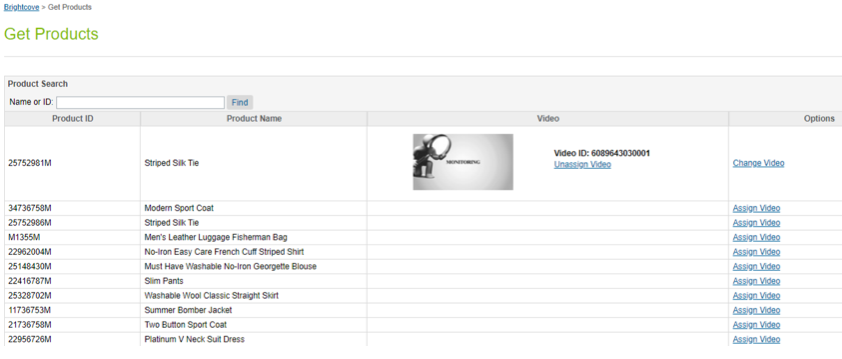 Brightcove > Get Products
Get Products
Product Search
Name or ID: Find
Product ID Product Name Video Options
25752981M Striped Silk Tie MONITORING Video ID: 6089643030001 Change Video
Unassign Video
34736758M Modern Sport Coat Assign Video
25752986M Striped Silk Tie Assign Video
M1355M Men's Leather Luggage Fisherman Bag Assign Video
22962004M No-Iron Easy Care French Cuff Striped Shirt Assign Video
25148430M Must Have Washable No-Iron Georgette Blouse Assign Video
22416787M Slim Pants Assign Video
25328702M Washable Wool Classic Straight Skirt Assign Video
11736753M Summer Bomber Jacket Assign Video
21736758M Two Button Sport Coat Assign Video
22956726M Platinum V Neck Suit Dress Assign Video